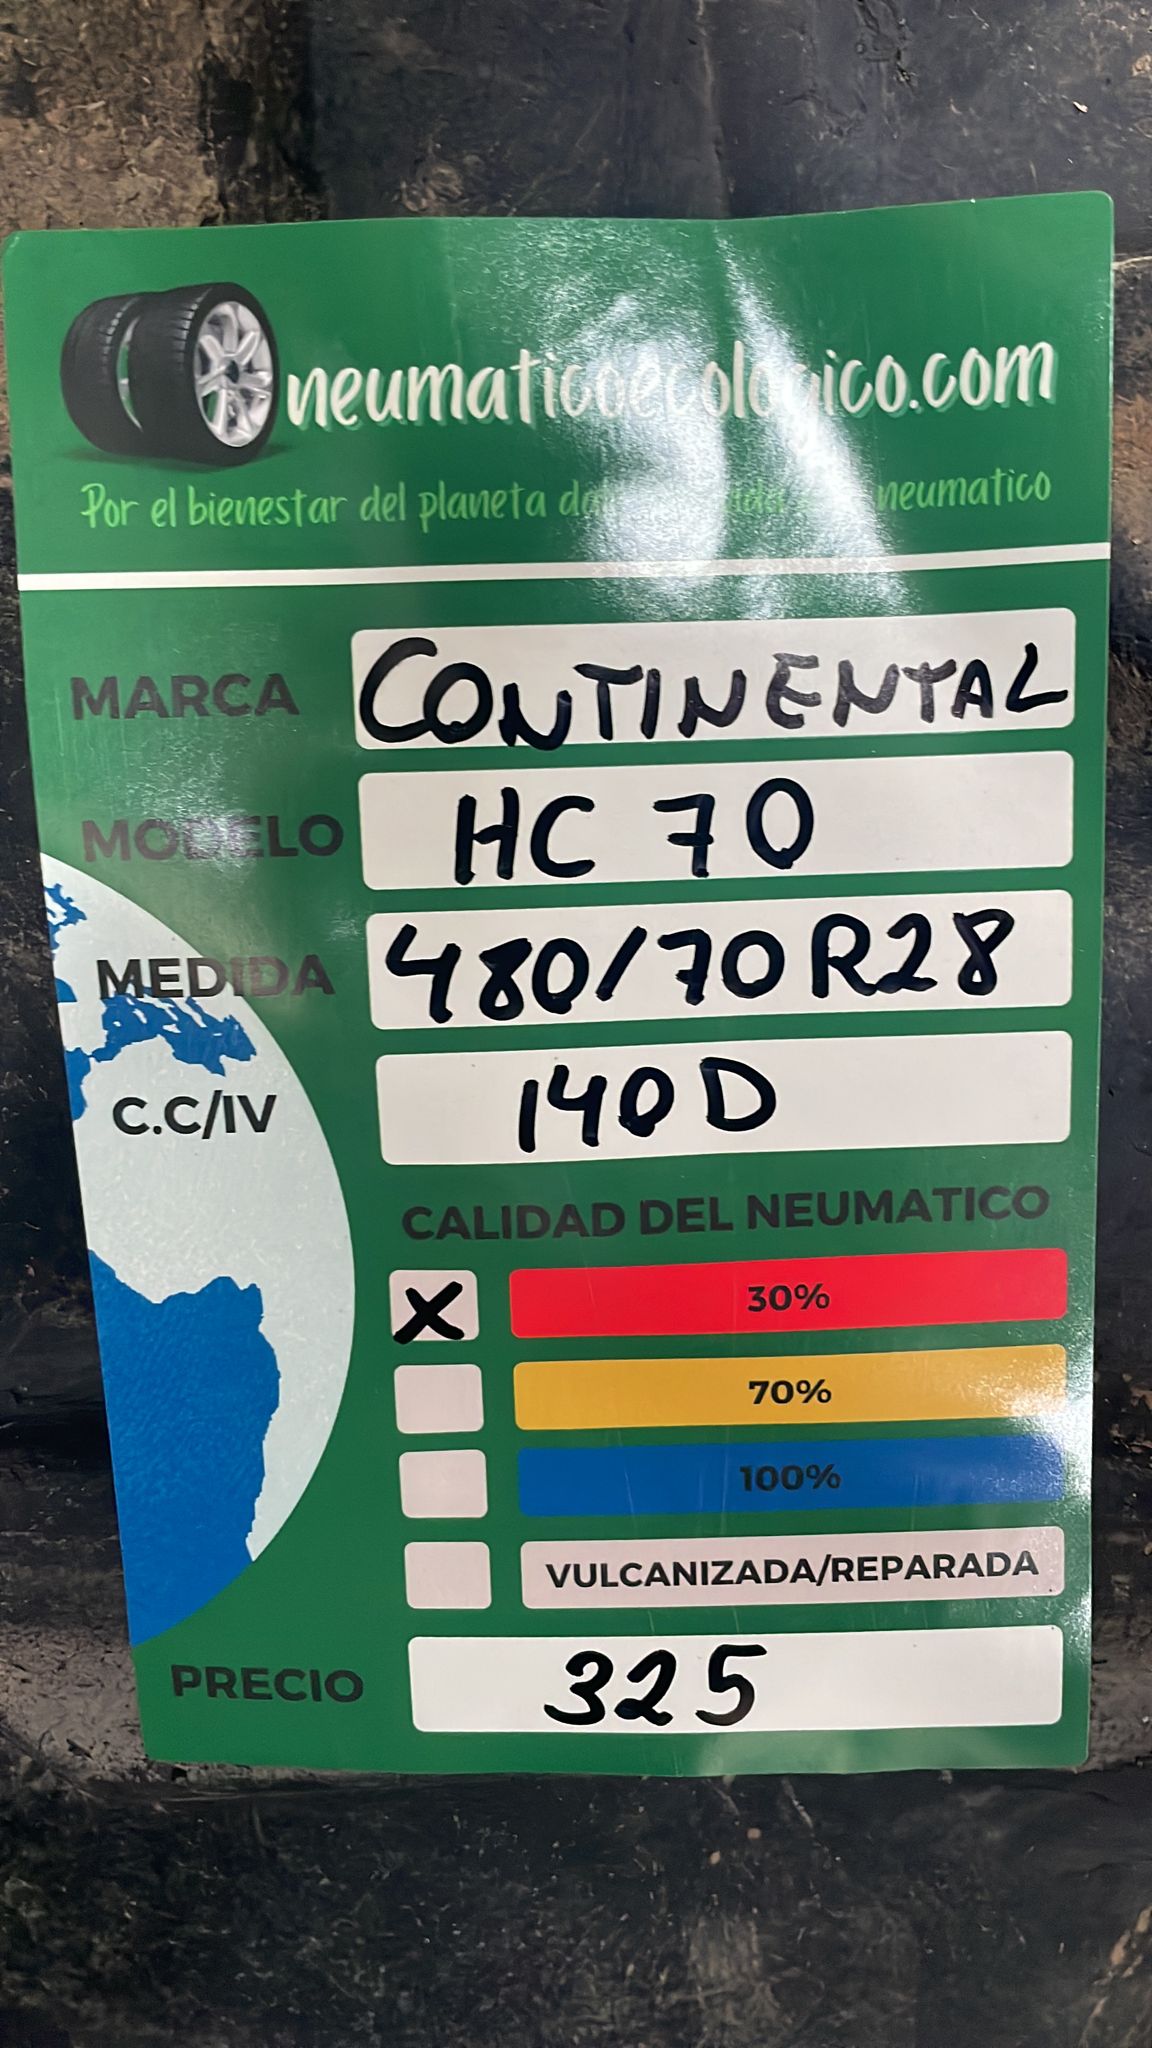 neumaticoecologico.com
Por el bienestar del planeta neumatico
MARCA CONTINENTAL
MODELO HC 70
MEDIDA 480/70 R28
C.C/IV 140 D
CALIDAD DEL NEUMATICO
X 30%
70%
100%
VULCANIZADA/REPARADA
PRECIO 325